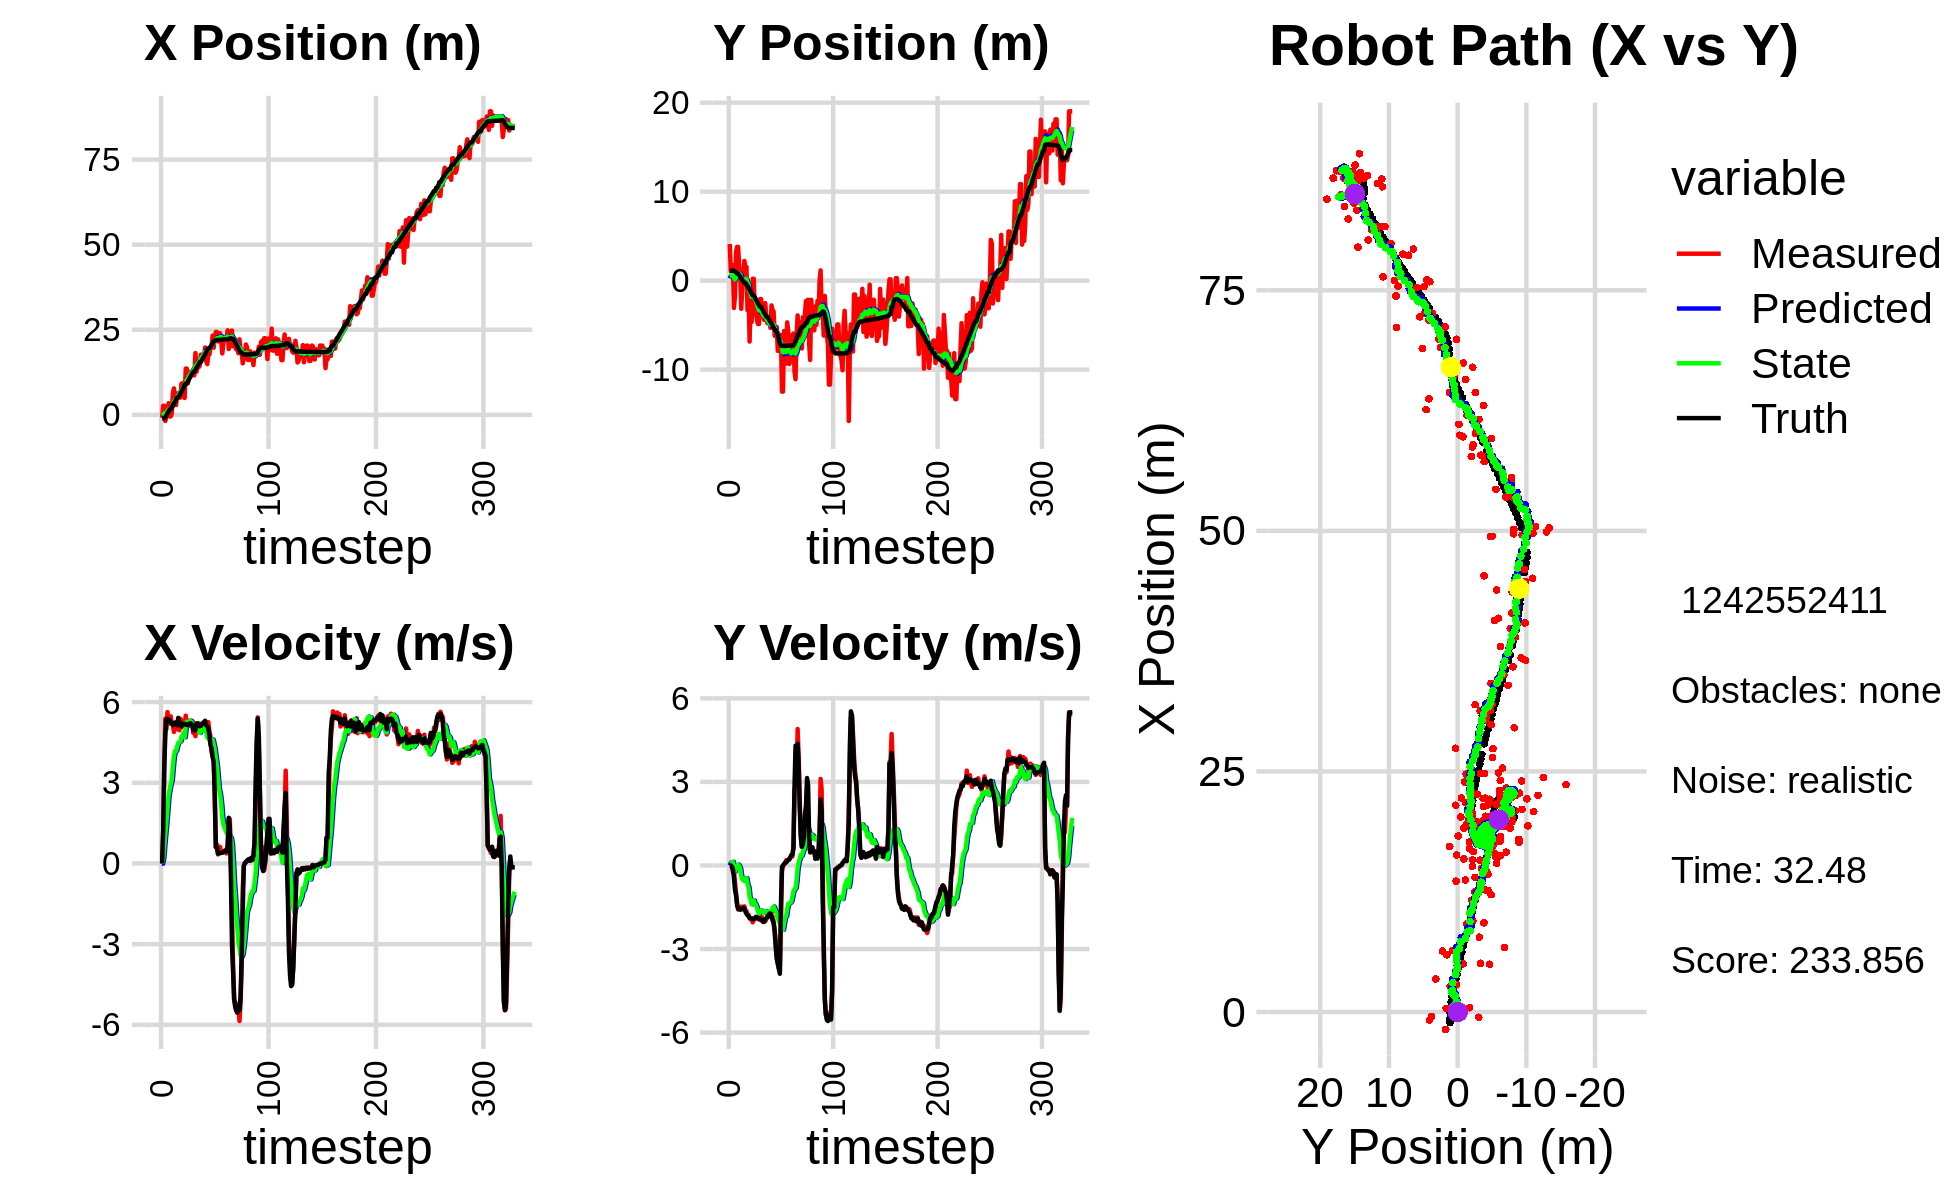 X Position (m)
75
50
25
0
0
100
200
300
timestep
Y Position (m)
20
10
0
-10
0
100
200
300
timestep
X Velocity (m/s)
6
3
0
-3
-6
0
100
200
300
timestep
Y Velocity (m/s)
6
3
0
-3
-6
0
100
200
300
timestep
Robot Path (X vs Y)
X Position (m)
75
50
25
0
20 10 0 -10 -20
Y Position (m)
variable
Measured
Predicted
State
Truth
1242552411
Obstacles: none
Noise: realistic
Time: 32.48
Score: 233.856